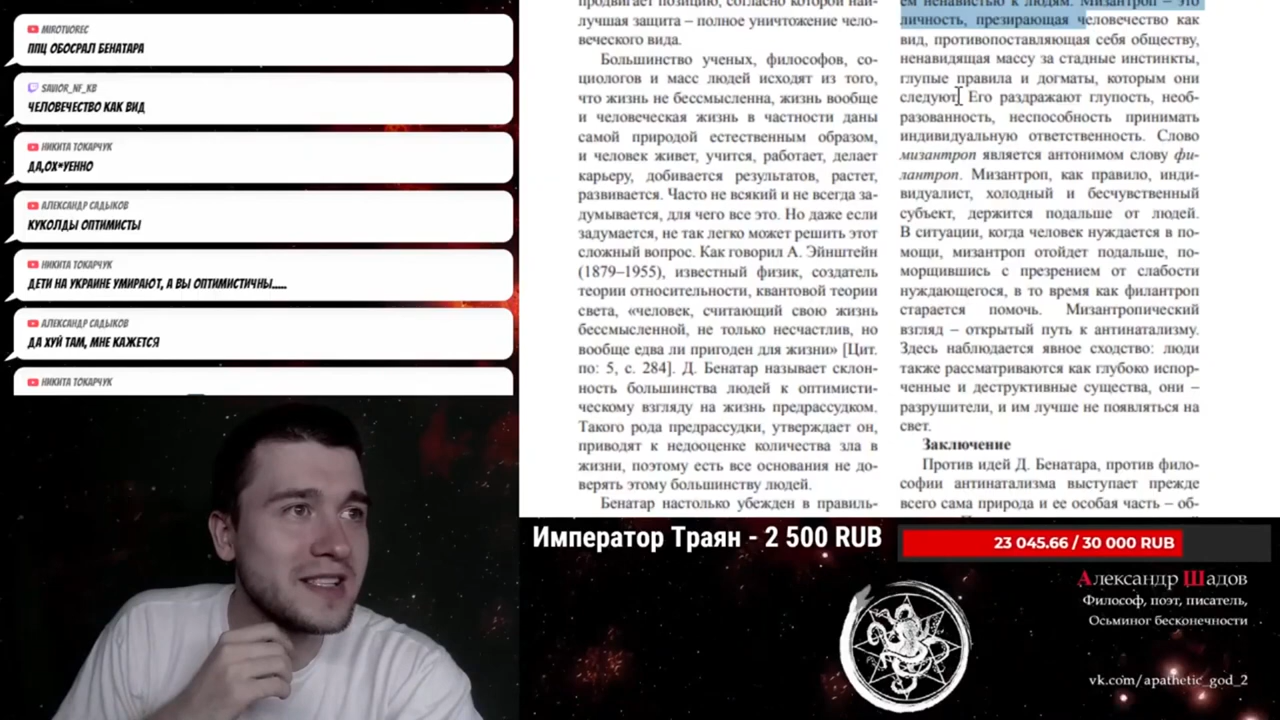 MIROTVOREC
ППЦ ОБОСРАЛ БЕНАТАРА
SAVIOR_NF_KB
ЧЕЛОВЕЧЕСТВО КАК ВИД
НИКИТА ТОКАРЧУК
ДА,ОХ*УЕННО
АЛЕКСАНДР САДЫКОВ
КУКОЛДЫ ОПТИМИСТЫ
НИКИТА ТОКАРЧУК
ДЕТИ НА УКРАИНЕ УМИРАЮТ, А ВЫ ОПТИМИСТИЧНЫ.....
АЛЕКСАНДР САДЫКОВ
ДА ХУЙ ТАМ, МНЕ КАЖЕТСЯ
НИКИТА ТОКАРЧУК
продвигает позицию, согласно которой наи-
лучшая защита – полное уничтожение чело-
веческого вида.
Большинство ученых, философов, со-
циологов и масс людей исходят из того,
что жизнь не бессмысленна, жизнь вообще
и человеческая жизнь в частности даны
самой природой естественным образом,
и человек живет, учится, работает, делает
карьеру, добивается результатов, растет,
развивается. Часто не всякий и не всегда за-
думывается, для чего все это. Но даже если
задумается, не так легко может решить этот
сложный вопрос. Как говорил А. Эйнштейн
(1879–1955), известный физик, создатель
теории относительности, квантовой теории
света, «человек, считающий свою жизнь
бессмысленной, не только несчастлив, но
вообще едва ли пригоден для жизни» [Цит.
по: 5, с. 284]. Д. Бенатар называет склон-
ность большинства людей к оптимисти-
ческому взгляду на жизнь предрассудком.
Такого рода предрассудки, утверждает он,
приводят к недооценке количества зла в
жизни, поэтому есть все основания не до-
верять этому большинству людей.
Бенатар настолько убежден в правиль-
ем ненавистью к людям. Мизантроп – это
личность, презирающая человечество как
вид, противопоставляющая себя обществу,
ненавидящая массу за стадные инстинкты,
глупые правила и догматы, которым они
следуют. Его раздражают глупость, необ-
разованность, неспособность принимать
индивидуальную ответственность. Слово
мизантроп является антонимом слову фи-
лантроп. Мизантроп, как правило, инди-
видуалист, холодный и бесчувственный
субъект, держится подальше от людей.
В ситуации, когда человек нуждается в по-
мощи, мизантроп отойдет подальше, по-
морщившись с презрением от слабости
нуждающегося, в то время как филантроп
старается помочь. Мизантропический
взгляд – открытый путь к антинатализму.
Здесь наблюдается явное сходство: люди
также рассматриваются как глубоко испор-
ченные и деструктивные существа, они –
разрушители, и им лучше не появляться на
свет.
Заключение
Против идей Д. Бенатара, против фило-
софии антинатализма выступает прежде
всего сама природа и ее особая часть – об-
Император Траян - 2 500 RUB
23 045.66 / 30 000 RUB
Александр Шадов
Философ, поэт, писатель,
Осьминог бесконечности
vk.com/apathetic_god_2